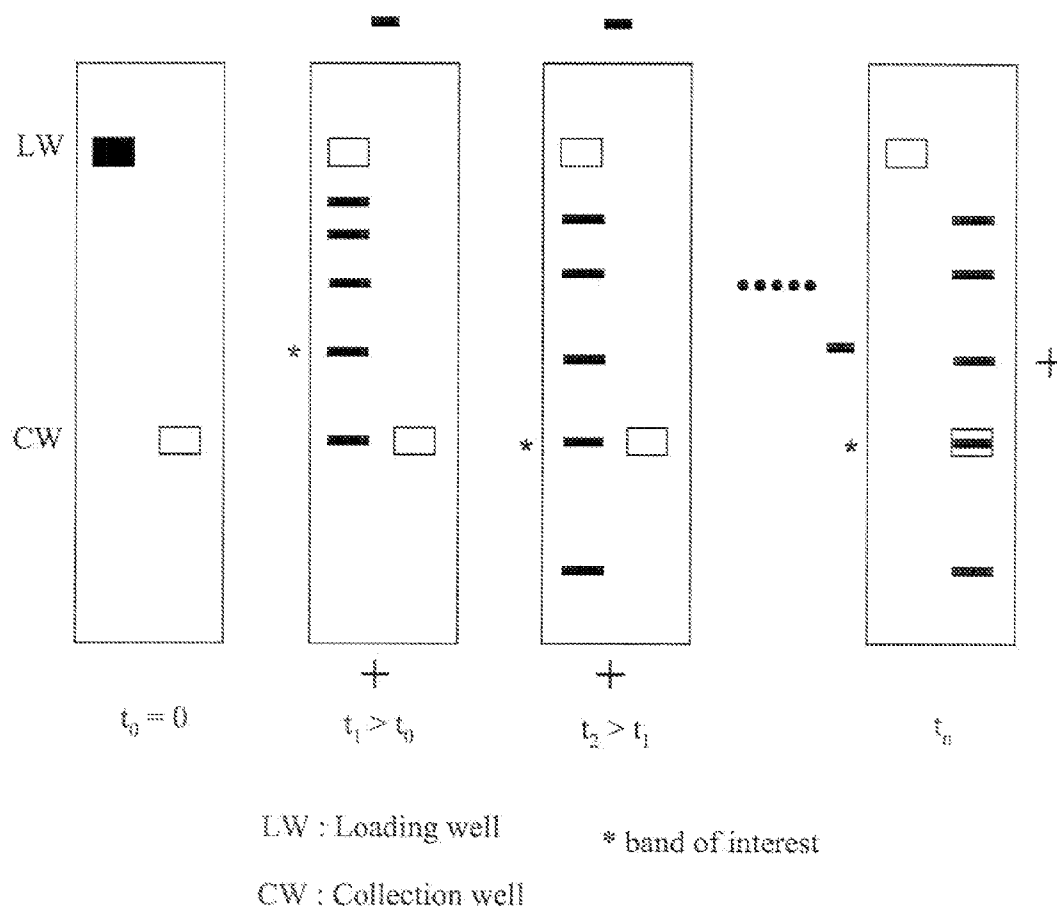 LW
CW
*
*
*
+
+
+
t₀ = 0
t₁ > t₀
t₂ > t₁
tₙ
LW : Loading well
* band of interest
CW : Collection well